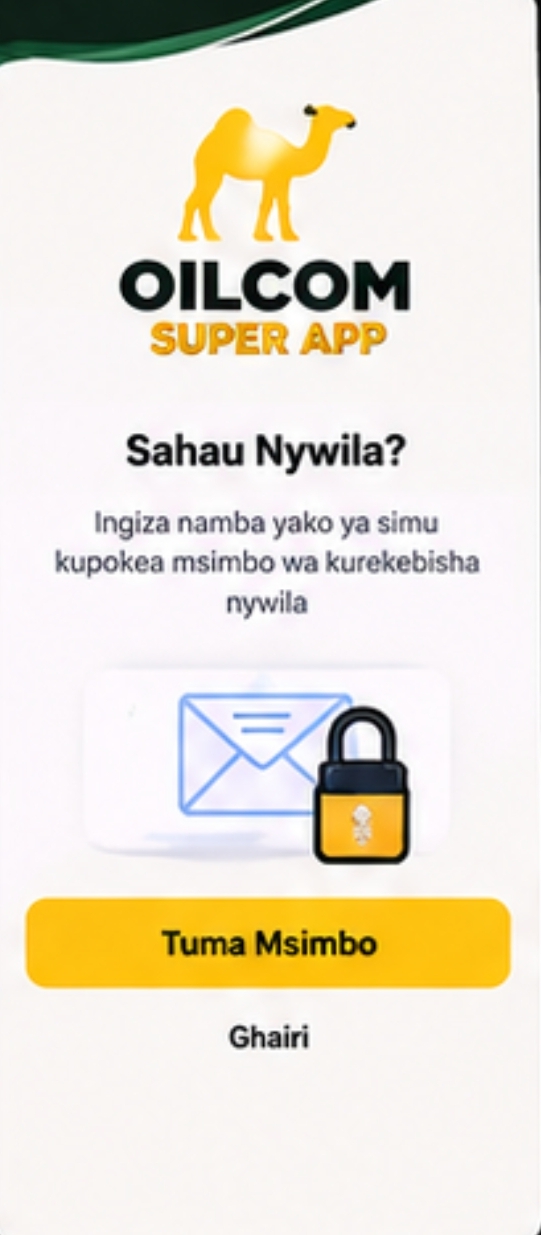 OILCOM
SUPER APP
Sahau Nywila?
Ingiza namba yako ya simu
kupokea msimbo wa kurekebisha
nywila
Tuma Msimbo
Ghairi